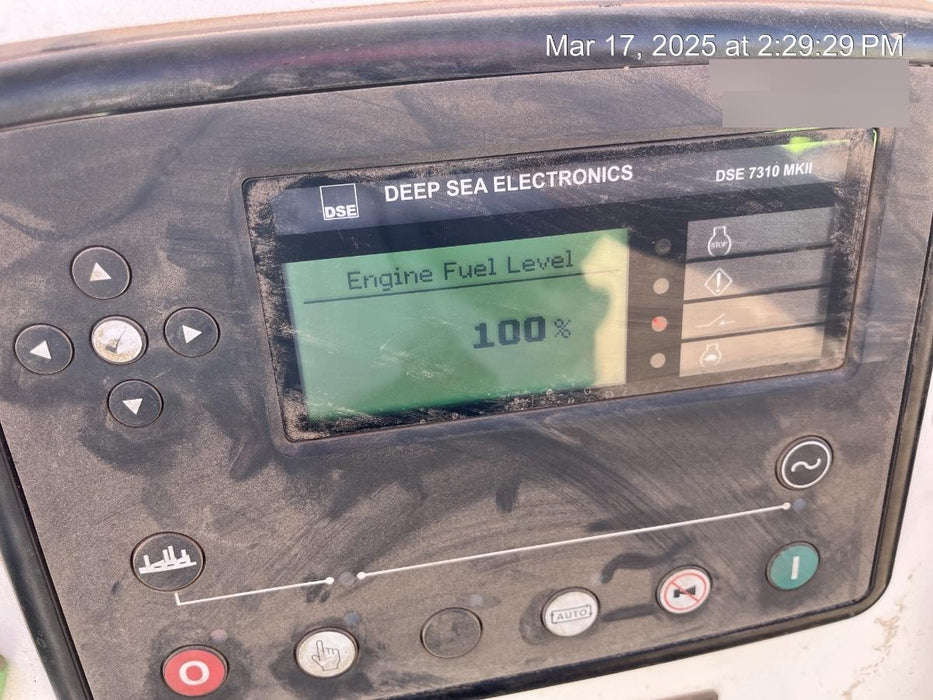 Mar 17, 2025 at 2:29:29 PM
DSE
DEEP SEA ELECTRONICS
DSE 7310 MKII
STOP
Engine Fuel Level
100%
AUTO